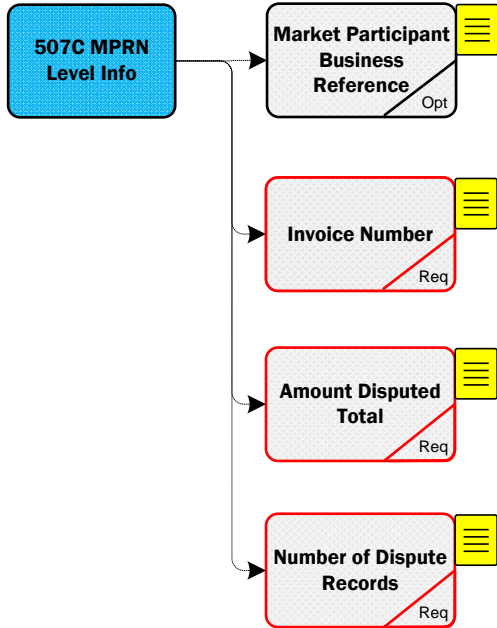 507C MPRN
Level Info
Market Participant
Business
Reference
Opt
Invoice Number
Req
Amount Disputed
Total
Req
Number of Dispute
Records
Req